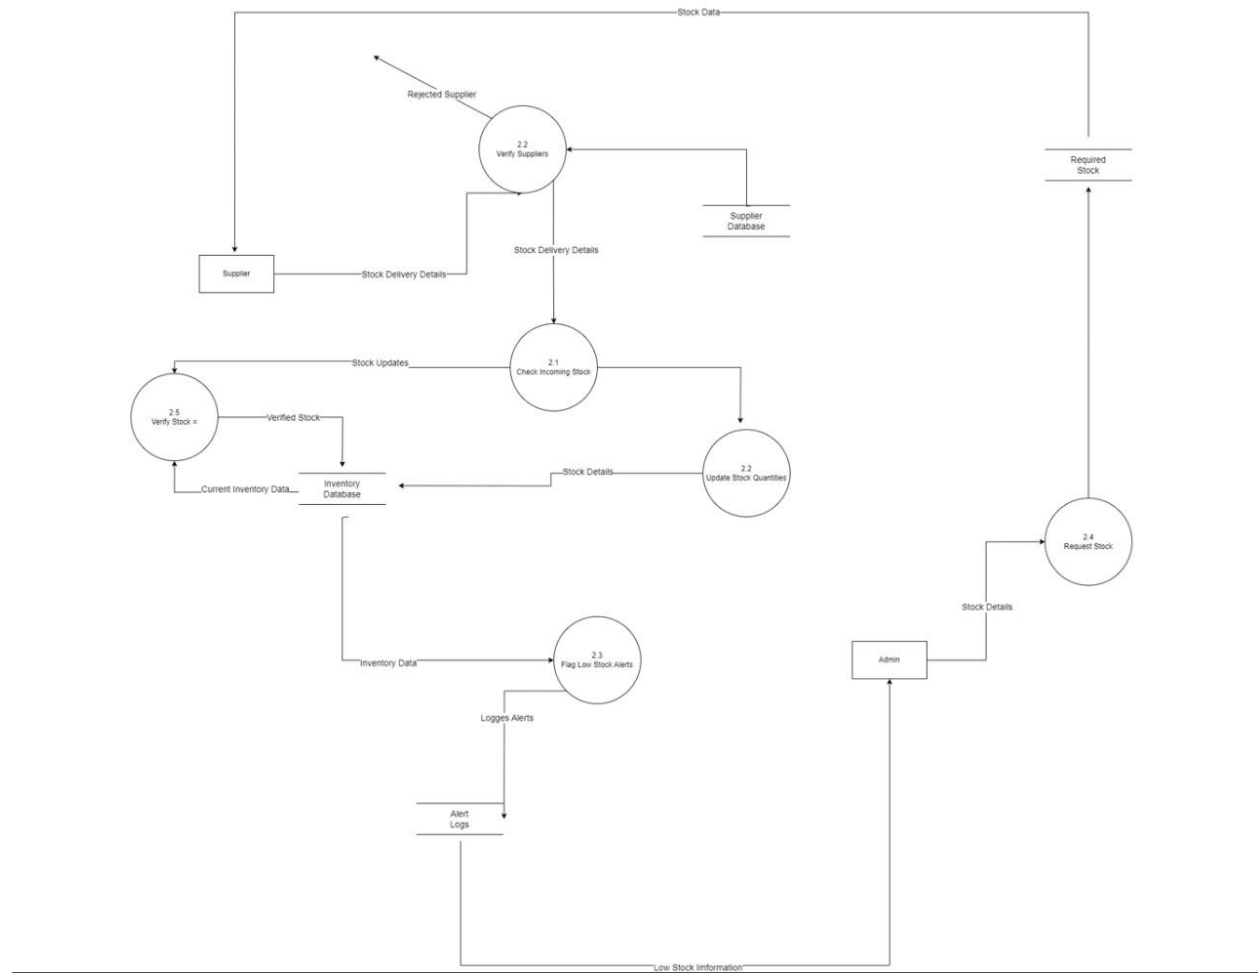 Stock Data
Rejected Supplier
2.2
Verify Suppliers
Required
Stock
Supplier
Database
Stock Delivery Details
Supplier
Stock Delivery Details
Stock Updates
2.1
Check Incoming Stock
2.5
Verify Stock =
Verified Stock
2.2
Update Stock Quantities
Stock Details
Inventory
Database
Current Inventory Data
2.4
Request Stock
Stock Details
2.3
Flag Low Stock Alerts
Inventory Data
Admin
Logges Alerts
Alert
Logs
Low Stock Imformation